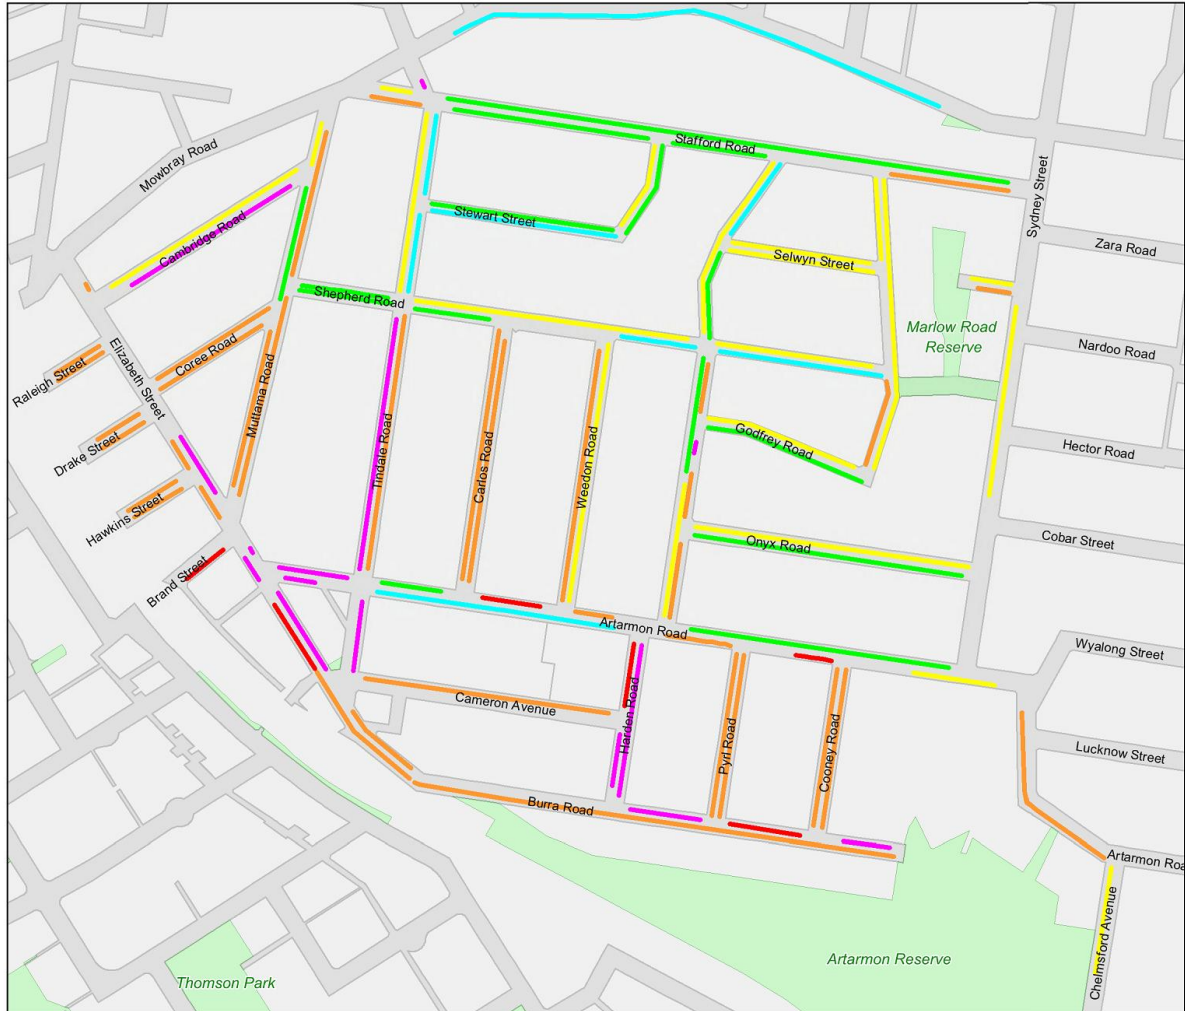 Stafford Road
Mowbray Road
Sydney Street
Stewart Street
Cambridge Road
Zara Road
Selwyn Street
Shepherd Road
Marlow Road
Reserve
Nardoo Road
Coree Road
Raleigh Street
Elizabeth Street
Multama Road
Drake Street
Tindale Road
Carlos Road
Weedon Road
Godfrey Road
Hector Road
Hawkins Street
Onyx Road
Cobar Street
Brand Street
Artarmon Road
Wyalong Street
Cameron Avenue
Harden Road
Pyrl Road
Cooney Road
Lucknow Street
Burra Road
Artarmon Roa
Chelmsford Avenue
Artarmon Reserve
Thomson Park